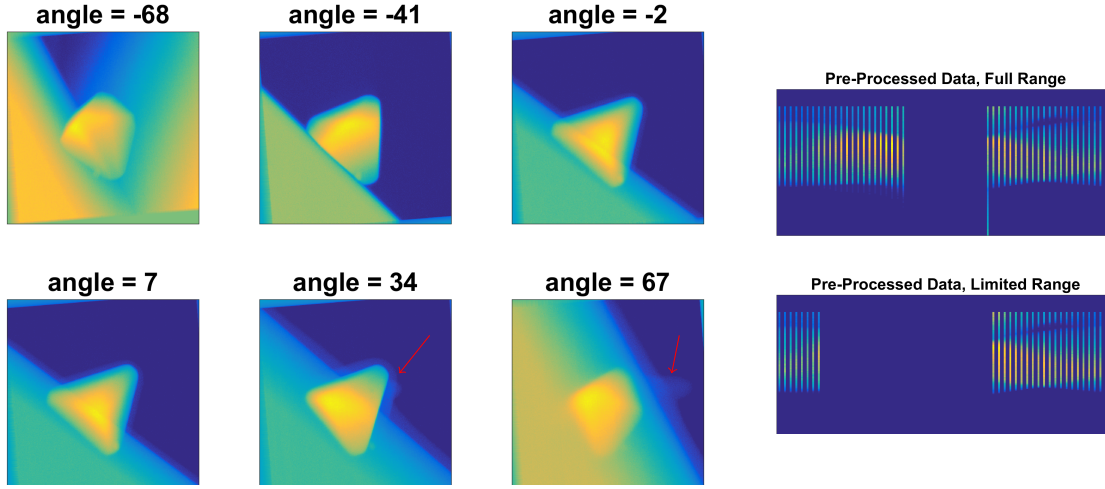 angle = -68
angle = -41
angle = -2
Pre-Processed Data, Full Range
angle = 7
angle = 34
angle = 67
Pre-Processed Data, Limited Range